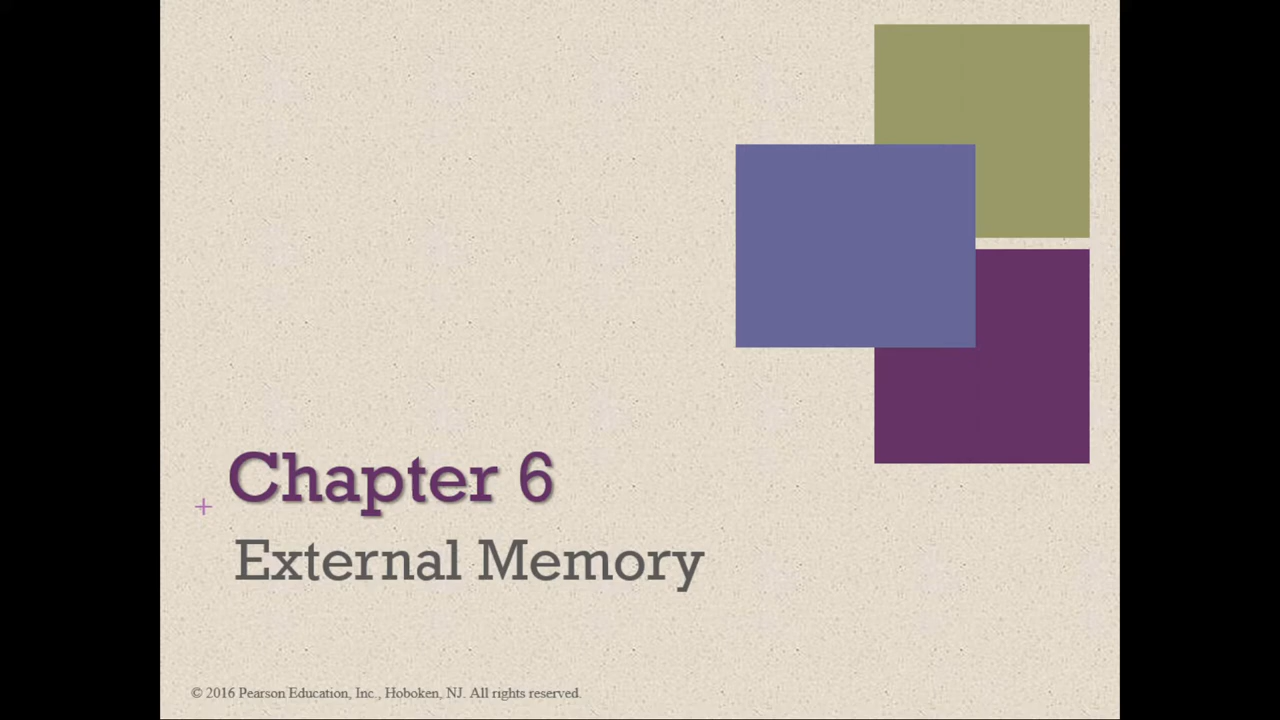 Chapter 6
+
External Memory
© 2016 Pearson Education, Inc., Hoboken, NJ. All rights reserved.